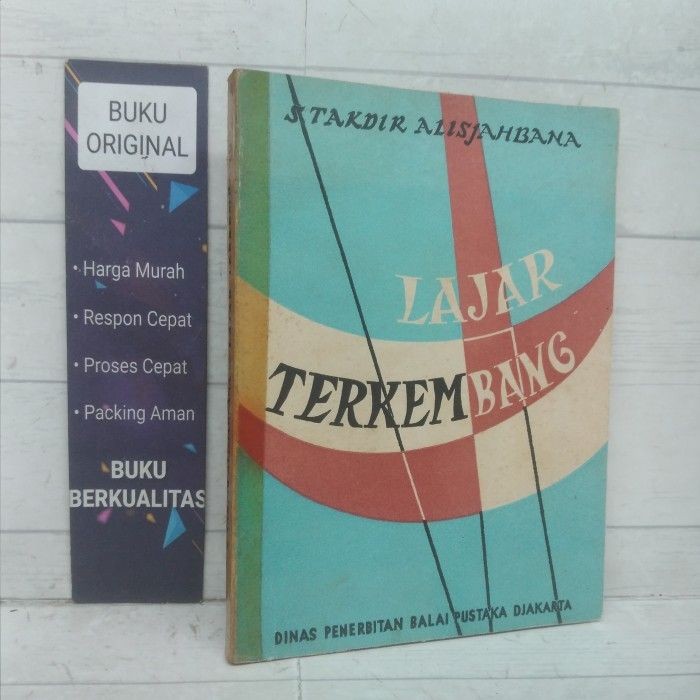 BUKU
ORIGINAL
• Harga Murah
• Respon Cepat
• Proses Cepat
• Packing Aman
BUKU
BERKUALITAS
S. TAKDIR ALISJAHBANA
LAJAR
TERKEMBANG
DINAS PENERBITAN BALAI PUSTAKA DJAKARTA